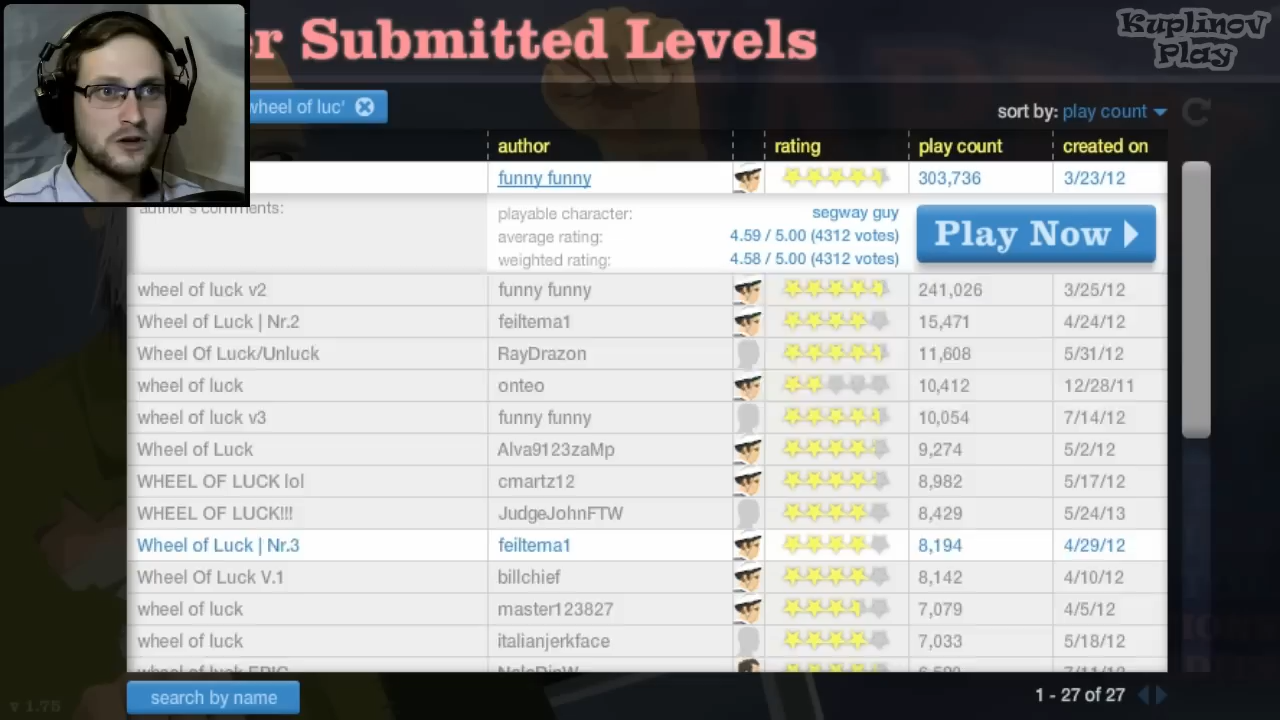 Kuplinov
Play
er Submitted Levels
wheel of luc'
sort by: play count
author rating play count created on
funny funny 303,736 3/23/12
author's comments:
playable character: segway guy
average rating: 4.59 / 5.00 (4312 votes)
weighted rating: 4.58 / 5.00 (4312 votes)
Play Now
wheel of luck v2 funny funny 241,026 3/25/12
Wheel of Luck | Nr.2 feiltema1 15,471 4/24/12
Wheel Of Luck/Unluck RayDrazon 11,608 5/31/12
wheel of luck onteo 10,412 12/28/11
wheel of luck v3 funny funny 10,054 7/14/12
Wheel of Luck Alva9123zaMp 9,274 5/2/12
WHEEL OF LUCK lol cmartz12 8,982 5/17/12
WHEEL OF LUCK!!! JudgeJohnFTW 8,429 5/24/13
Wheel of Luck | Nr.3 feiltema1 8,194 4/29/12
Wheel Of Luck V.1 billchief 8,142 4/10/12
wheel of luck master123827 7,079 4/5/12
wheel of luck italianjerkface 7,033 5/18/12
wheel of luck EPIC
search by name
1 - 27 of 27
v 1.75